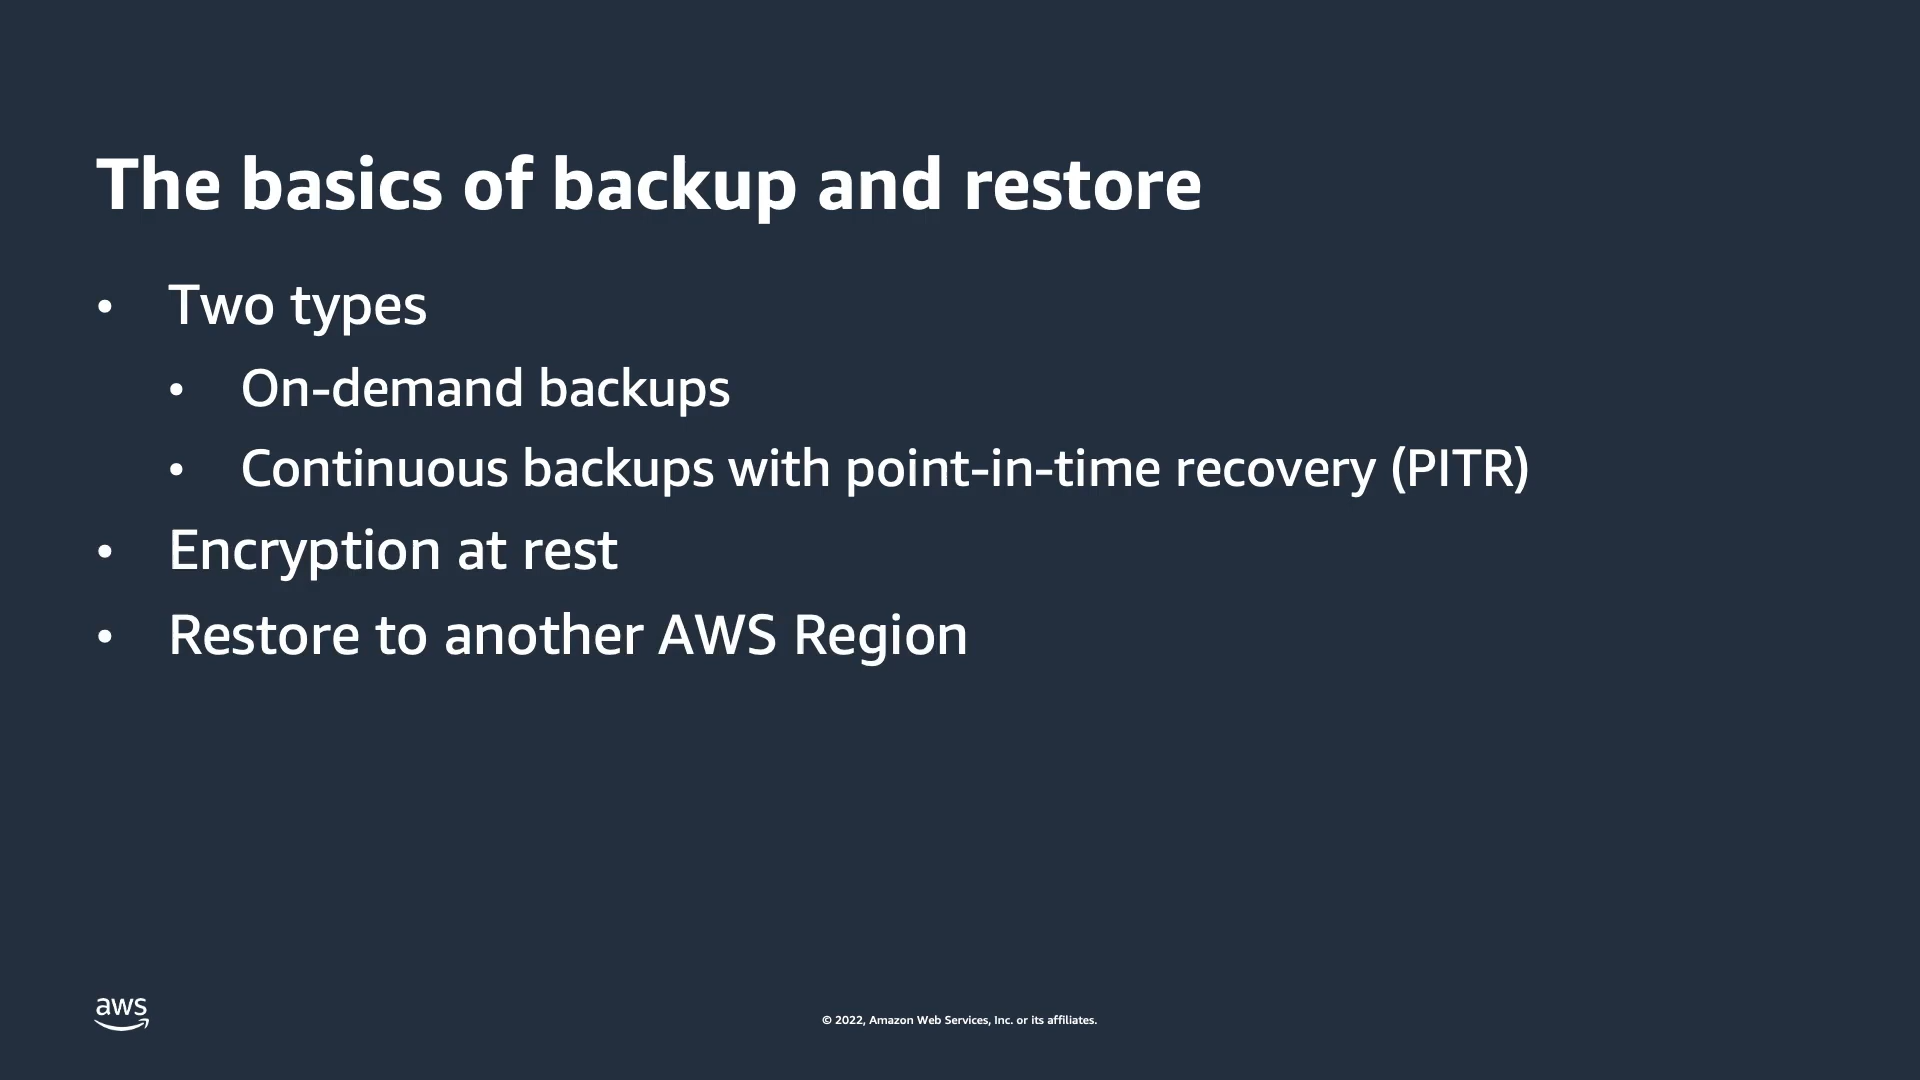 The basics of backup and restore
• Two types
• On-demand backups
• Continuous backups with point-in-time recovery (PITR)
• Encryption at rest
• Restore to another AWS Region
aws
© 2022, Amazon Web Services, Inc. or its affiliates.